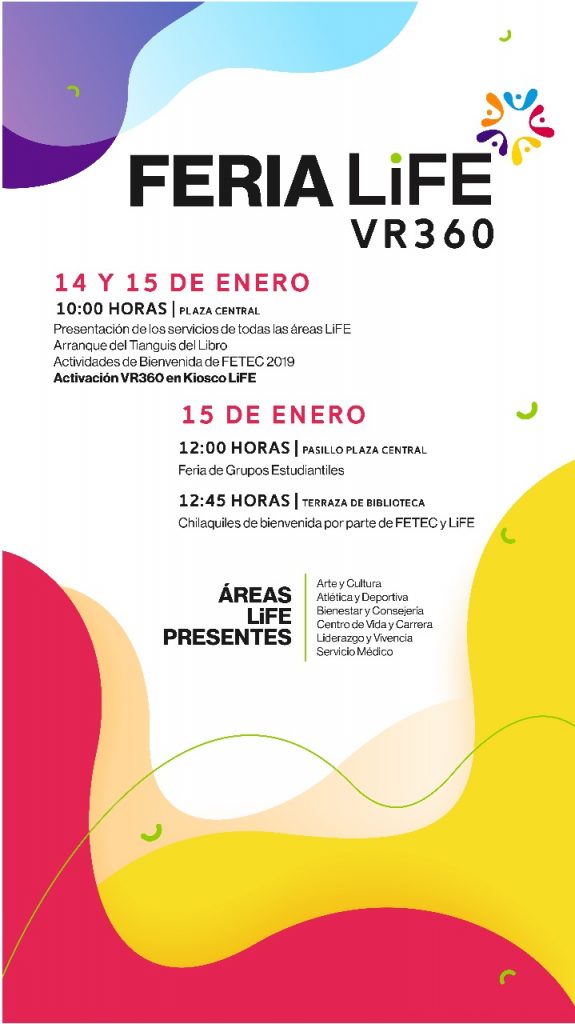 FERIA LiFE
VR360
14 Y 15 DE ENERO
10:00 HORAS | PLAZA CENTRAL
Presentación de los servicios de todas las áreas LiFE
Arranque del Tianguis del Libro
Actividades de Bienvenida de FETEC 2019
Activación VR360 en Kiosco LiFE
15 DE ENERO
12:00 HORAS | PASILLO PLAZA CENTRAL
Feria de Grupos Estudiantiles
12:45 HORAS | TERRAZA DE BIBLIOTECA
Chilaquiles de bienvenida por parte de FETEC y LiFE
ÁREAS
LiFE
PRESENTES
Arte y Cultura
Atlética y Deportiva
Bienestar y Consejería
Centro de Vida y Carrera
Liderazgo y Vivencia
Servicio Médico